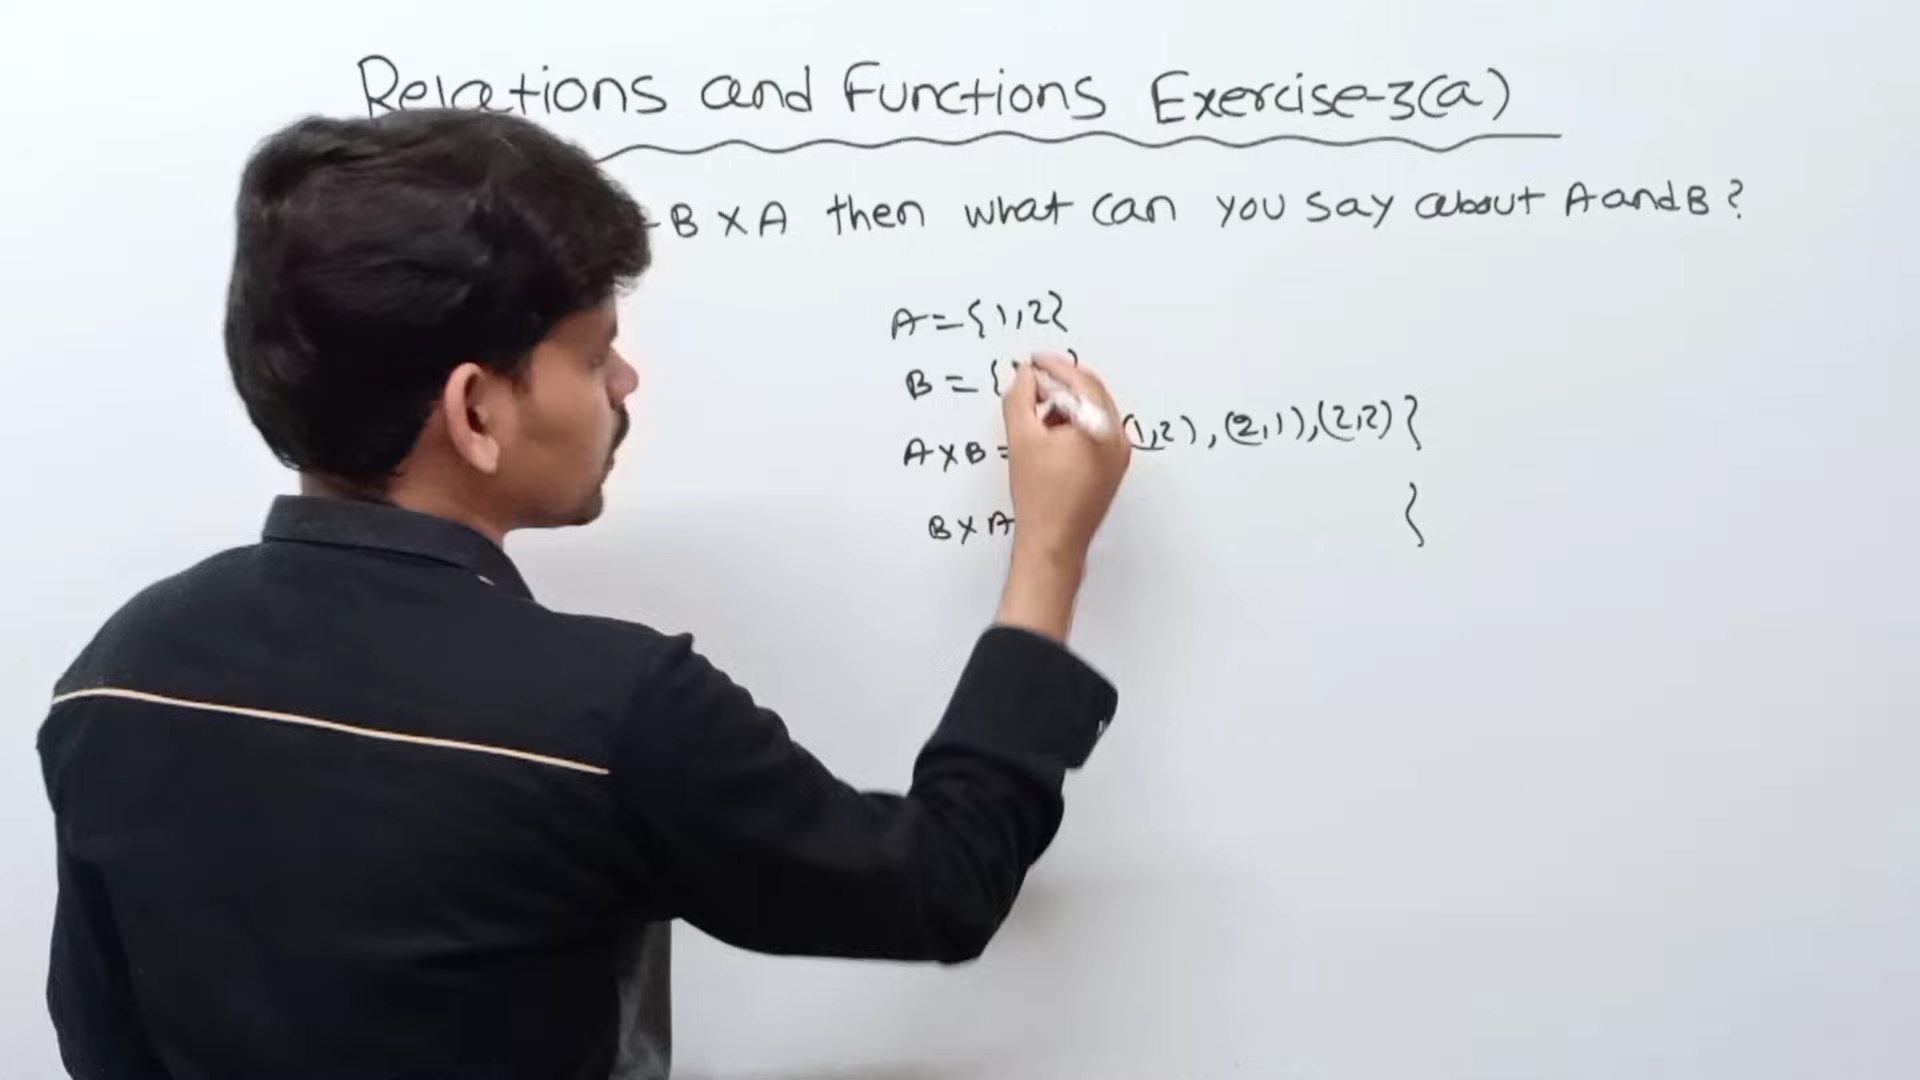 Relations and Functions Exercise-3(a)
B X A then what can you say about A and B ?
A = {1,2}
B = {
A X B = (1,2), (2,1), (2,2) }
B X A }